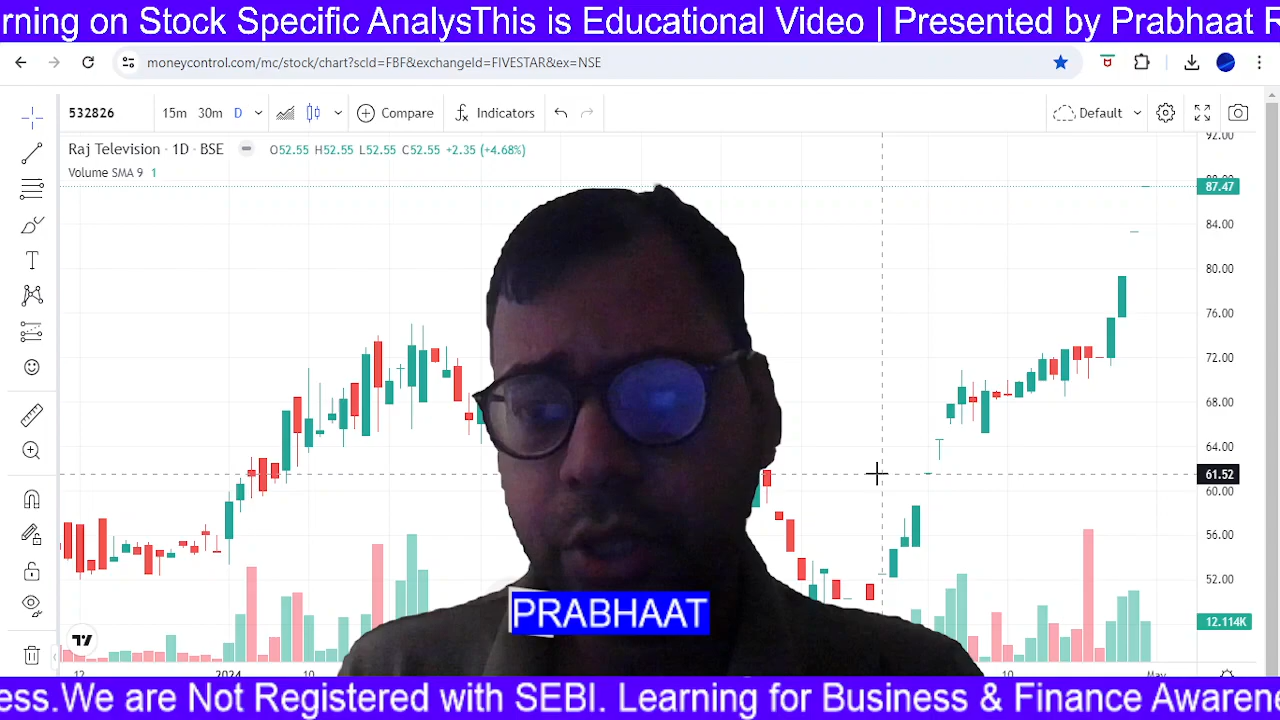 rning on Stock Specific AnalysThis is Educational Video | Presented by Prabhaat R
moneycontrol.com/mc/stock/chart?scId=FBF&exchangeId=FIVESTAR&ex=NSE
532826 15m 30m D Compare Indicators Default
Raj Television · 1D · BSE O52.55 H52.55 L52.55 C52.55 +2.35 (+4.68%)
Volume SMA 9 1
92.00
87.47
84.00
80.00
76.00
72.00
68.00
64.00
61.52
60.00
56.00
52.00
PRABHAAT
12.114K
12 2024 10 10 May
ess.We are Not Registered with SEBI. Learning for Business & Finance Awarene